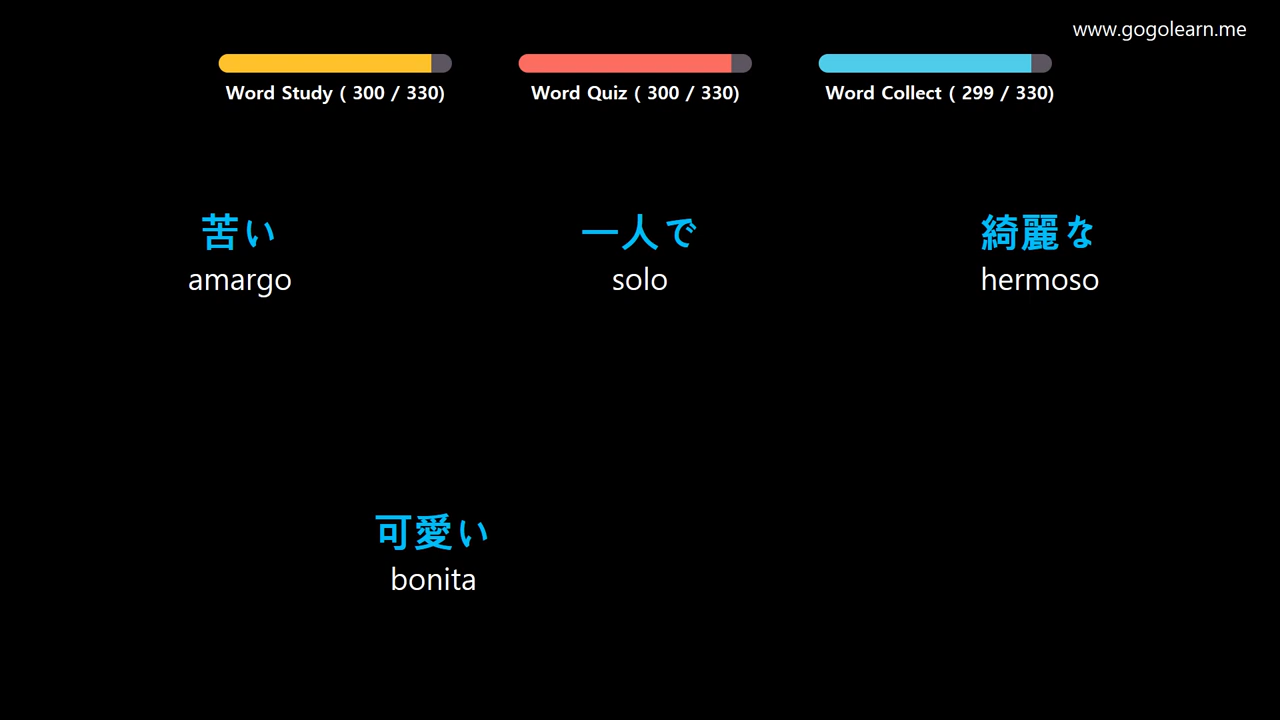 www.gogolearn.me
Word Study ( 300 / 330)
Word Quiz ( 300 / 330)
Word Collect ( 299 / 330)
苦い
amargo
一人で
solo
綺麗な
hermoso
可愛い
bonita